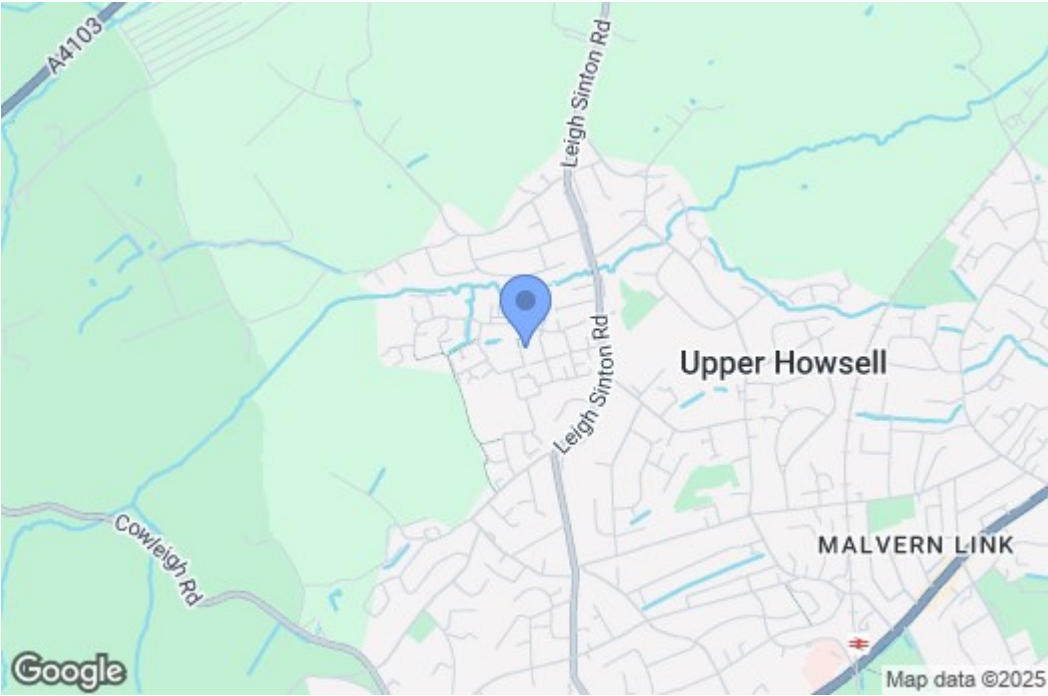 A4103
Leigh Sinton Rd
Leigh Sinton Rd
Upper Howsell
Cowleigh Rd
MALVERN LINK
Google
Map data ©2025